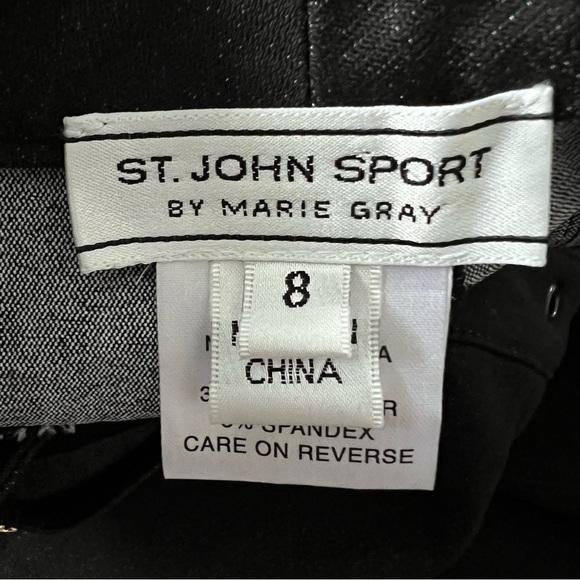 ST. JOHN SPORT
BY MARIE GRAY
8
CHINA
% SPANDEX
CARE ON REVERSE